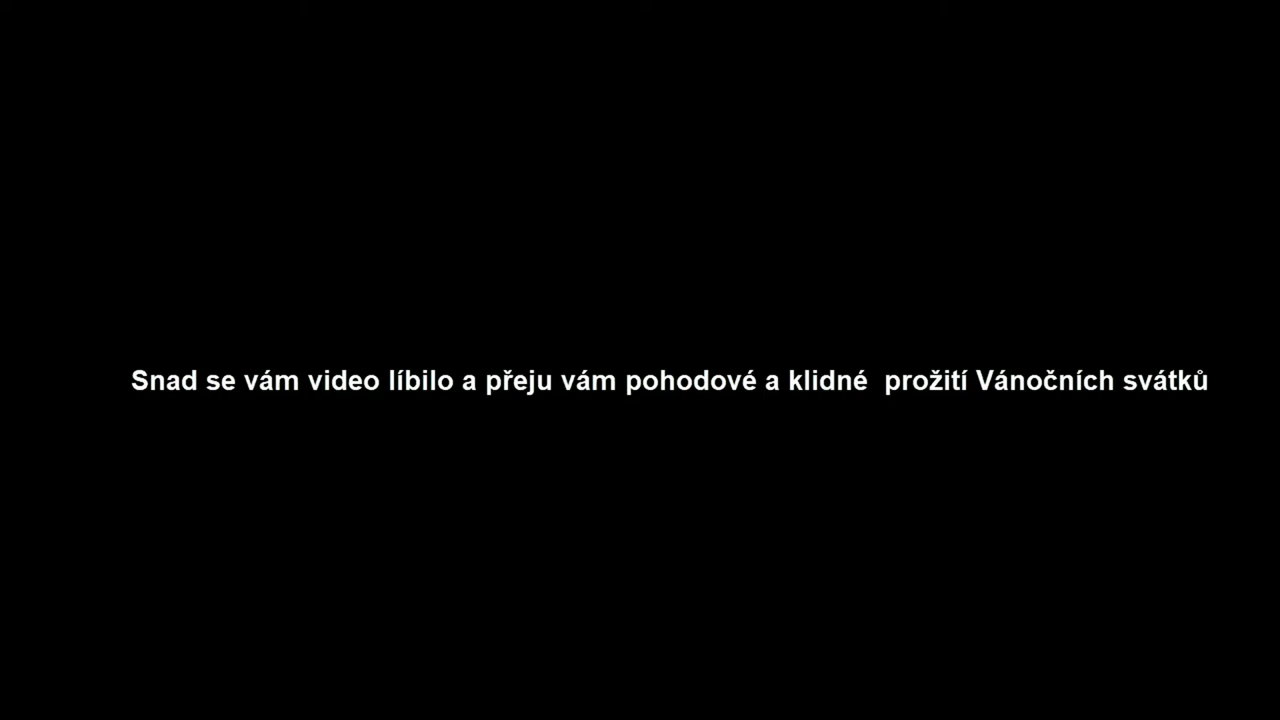 Snad se vám video líbilo a přeju vám pohodové a klidné  prožití Vánočních svátků